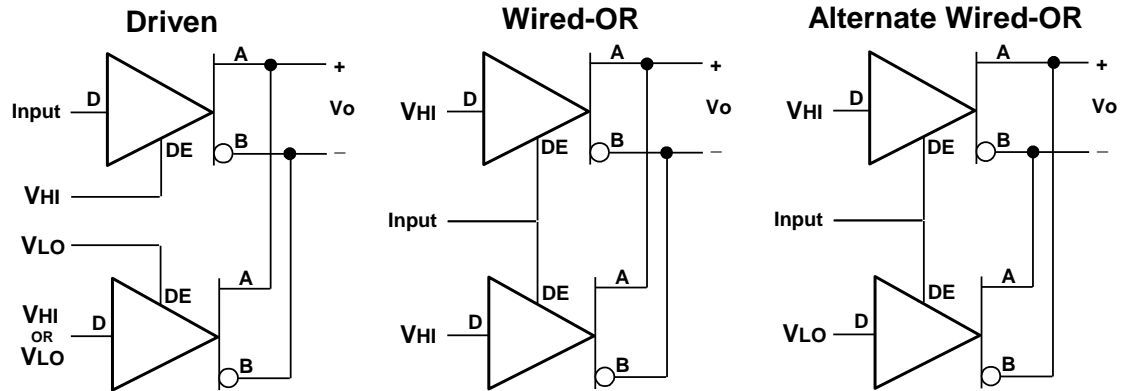 Driven
A
D
Input
+
Vo
B
DE
−
VHI
VLO
A
DE
VHI
OR
VLO
D
B
Wired-OR
A
VHI
D
+
Vo
B
DE
−
Input
A
DE
VHI
D
B
Alternate Wired-OR
A
VHI
D
+
Vo
B
DE
−
Input
A
DE
VLO
D
B